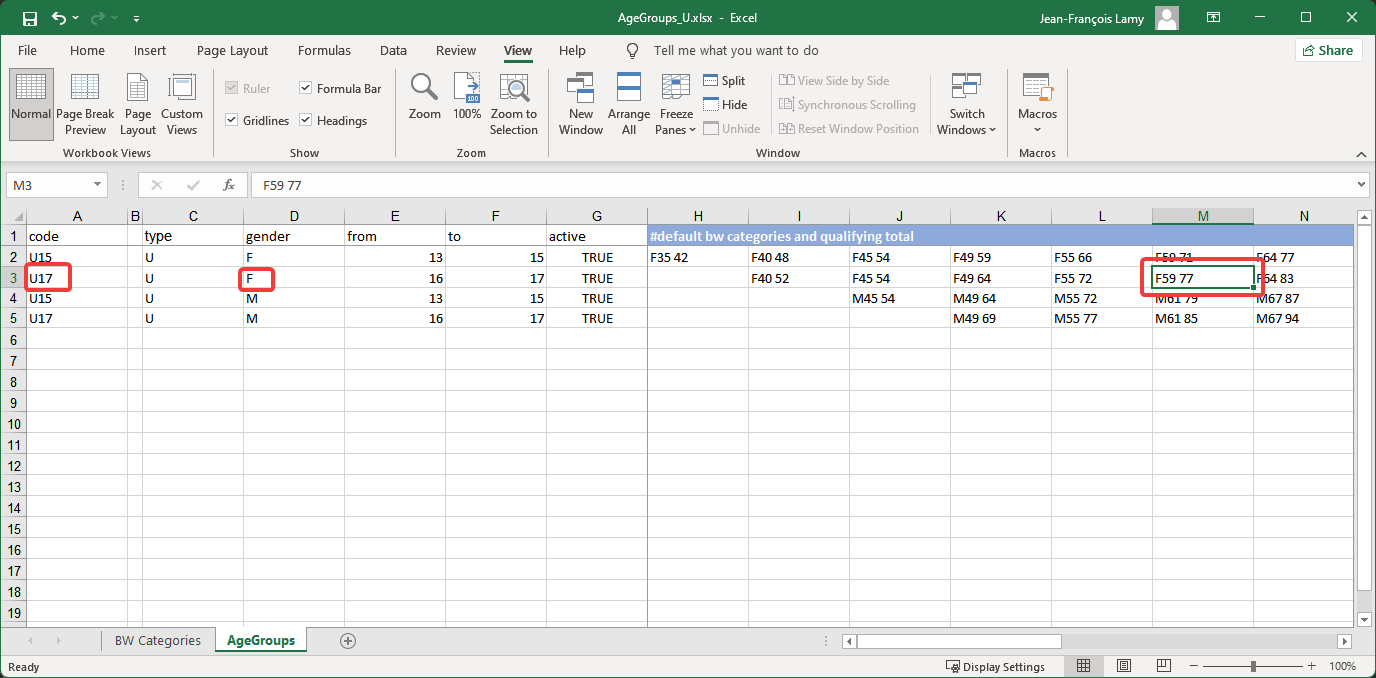 AgeGroups_U.xlsx - Excel
Jean-François Lamy
File Home Insert Page Layout Formulas Data Review View Help Tell me what you want to do Share
Normal
Page Break Preview
Page Layout
Custom Views
Workbook Views
Ruler
Formula Bar
Gridlines
Headings
Show
Zoom
100%
Zoom to Selection
Zoom
New Window
Arrange All
Freeze Panes
Split
Hide
Unhide
View Side by Side
Synchronous Scrolling
Reset Window Position
Switch Windows
Window
Macros
Macros
M3 fx F59 77
A B C D E F G H I J K L M N
1 code type gender from to active #default bw categories and qualifying total
2 U15 U F 13 15 TRUE F35 42 F40 48 F45 54 F49 59 F55 66 F59 71 F64 77
3 U17 U F 16 17 TRUE F40 52 F45 54 F49 64 F55 72 F59 77 F64 83
4 U15 U M 13 15 TRUE M45 54 M49 64 M55 72 M61 79 M67 87
5 U17 U M 16 17 TRUE M49 69 M55 77 M61 85 M67 94
6
7
8
9
10
11
12
13
14
15
16
17
18
19
BW Categories AgeGroups
Ready Display Settings 100%